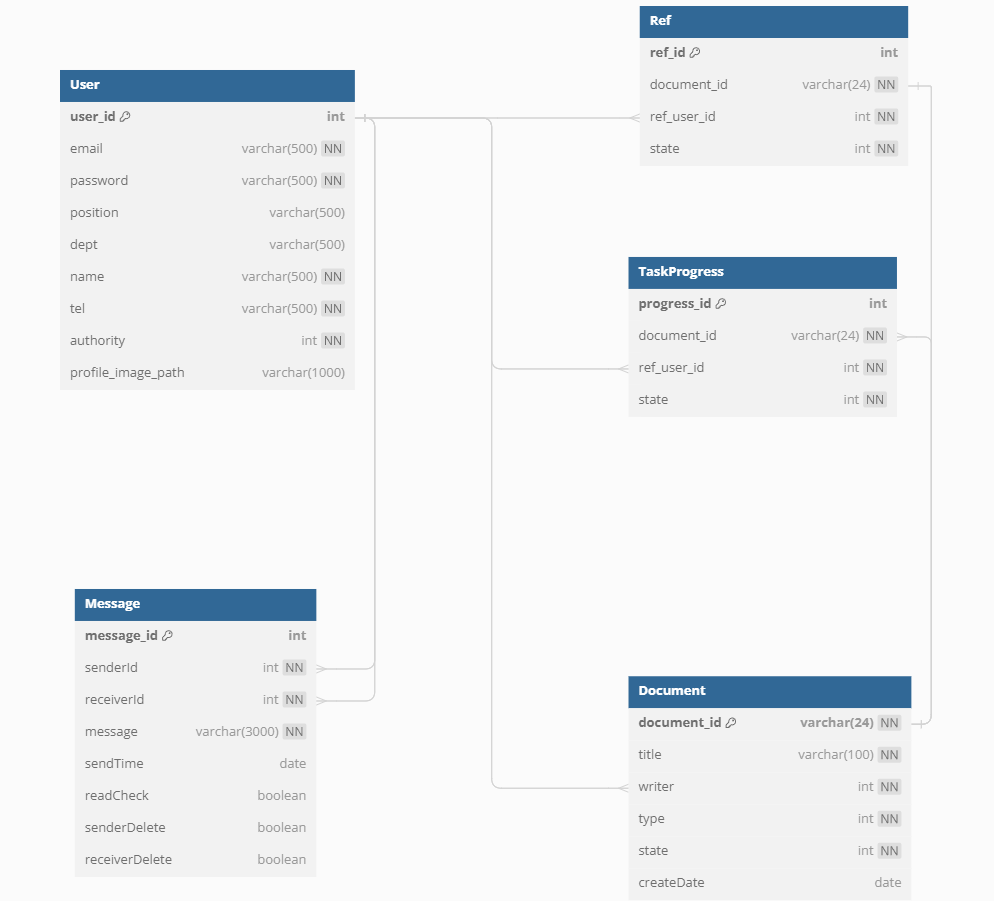 User
user_id int
email varchar(500) NN
password varchar(500) NN
position varchar(500)
dept varchar(500)
name varchar(500) NN
tel varchar(500) NN
authority int NN
profile_image_path varchar(1000)
Ref
ref_id int
document_id varchar(24) NN
ref_user_id int NN
state int NN
TaskProgress
progress_id int
document_id varchar(24) NN
ref_user_id int NN
state int NN
Message
message_id int
senderId int NN
receiverId int NN
message varchar(3000) NN
sendTime date
readCheck boolean
senderDelete boolean
receiverDelete boolean
Document
document_id varchar(24) NN
title varchar(100) NN
writer int NN
type int NN
state int NN
createDate date